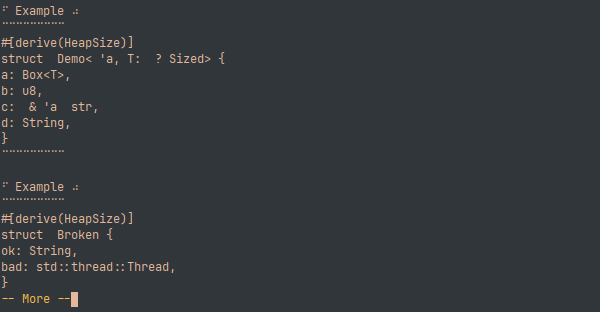 ⠋ Example ⠴
⠒⠒⠒⠒⠒⠒⠒⠒⠒
#[derive(HeapSize)]
struct  Demo< 'a, T:  ? Sized> {
a: Box<T>,
b: u8,
c:  & 'a  str,
d: String,
}
⠒⠒⠒⠒⠒⠒⠒⠒⠒
⠋ Example ⠴
⠒⠒⠒⠒⠒⠒⠒⠒⠒
#[derive(HeapSize)]
struct  Broken {
ok: String,
bad: std::thread::Thread,
}
-- More --